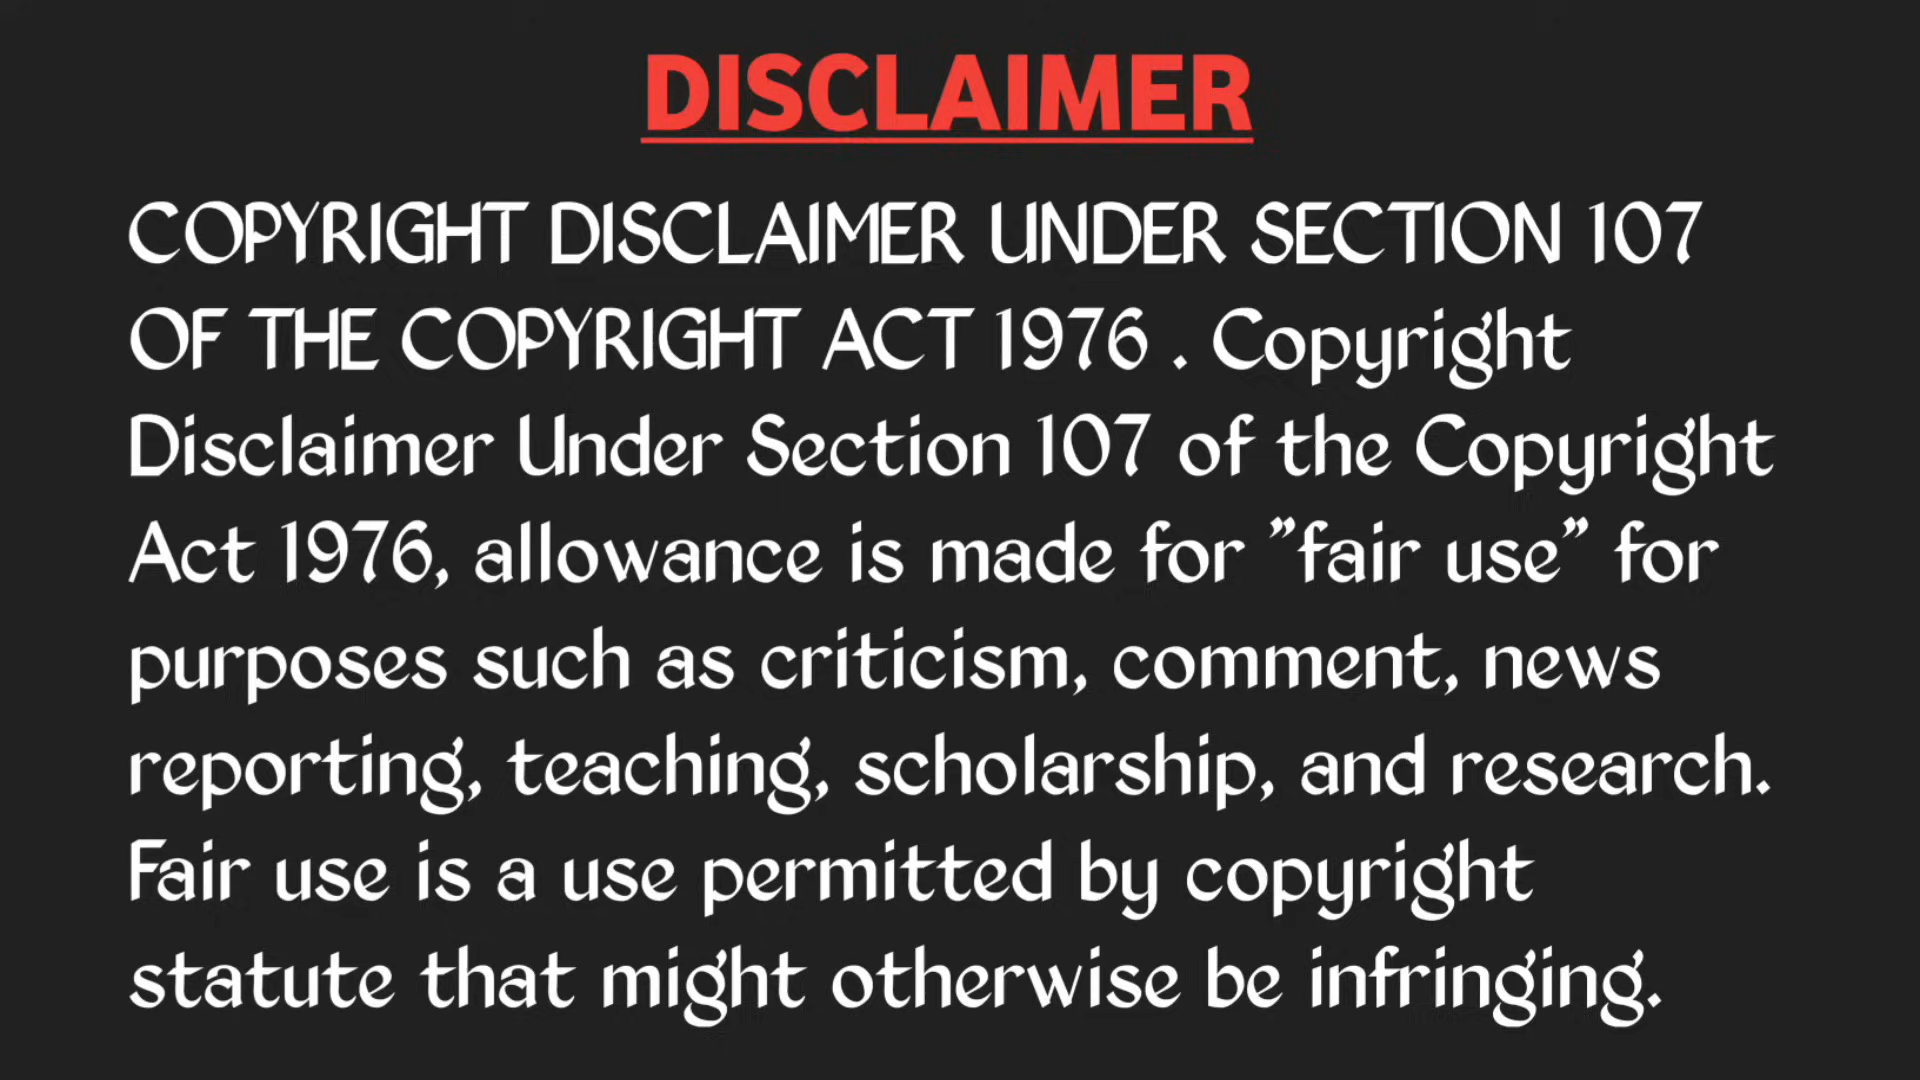 DISCLAIMER
COPYRIGHT DISCLAIMER UNDER SECTION 107
OF THE COPYRIGHT ACT 1976 . Copyright
Disclaimer Under Section 107 of the Copyright
Act 1976, allowance is made for ”fair use” for
purposes such as criticism, comment, news
reporting, teaching, scholarship, and research.
Fair use is a use permitted by copyright
statute that might otherwise be infringing.